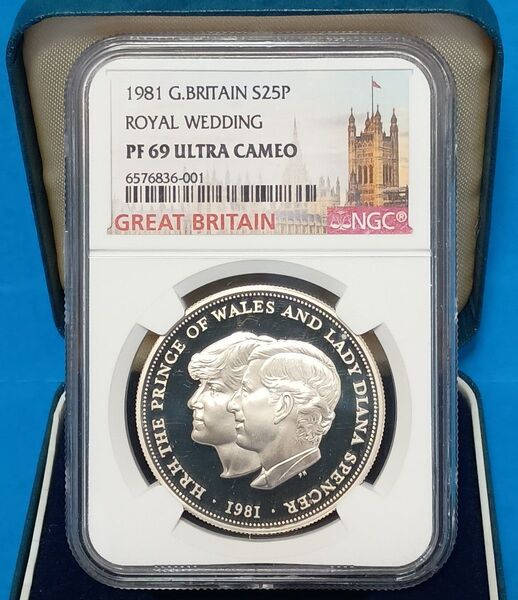 1981 G.BRITAIN S25P
ROYAL WEDDING
PF 69 ULTRA CAMEO
6576836-001
GREAT BRITAIN
NGC®
H.R.H. THE PRINCE OF WALES AND LADY DIANA SPENCER
· 1981 ·
PN